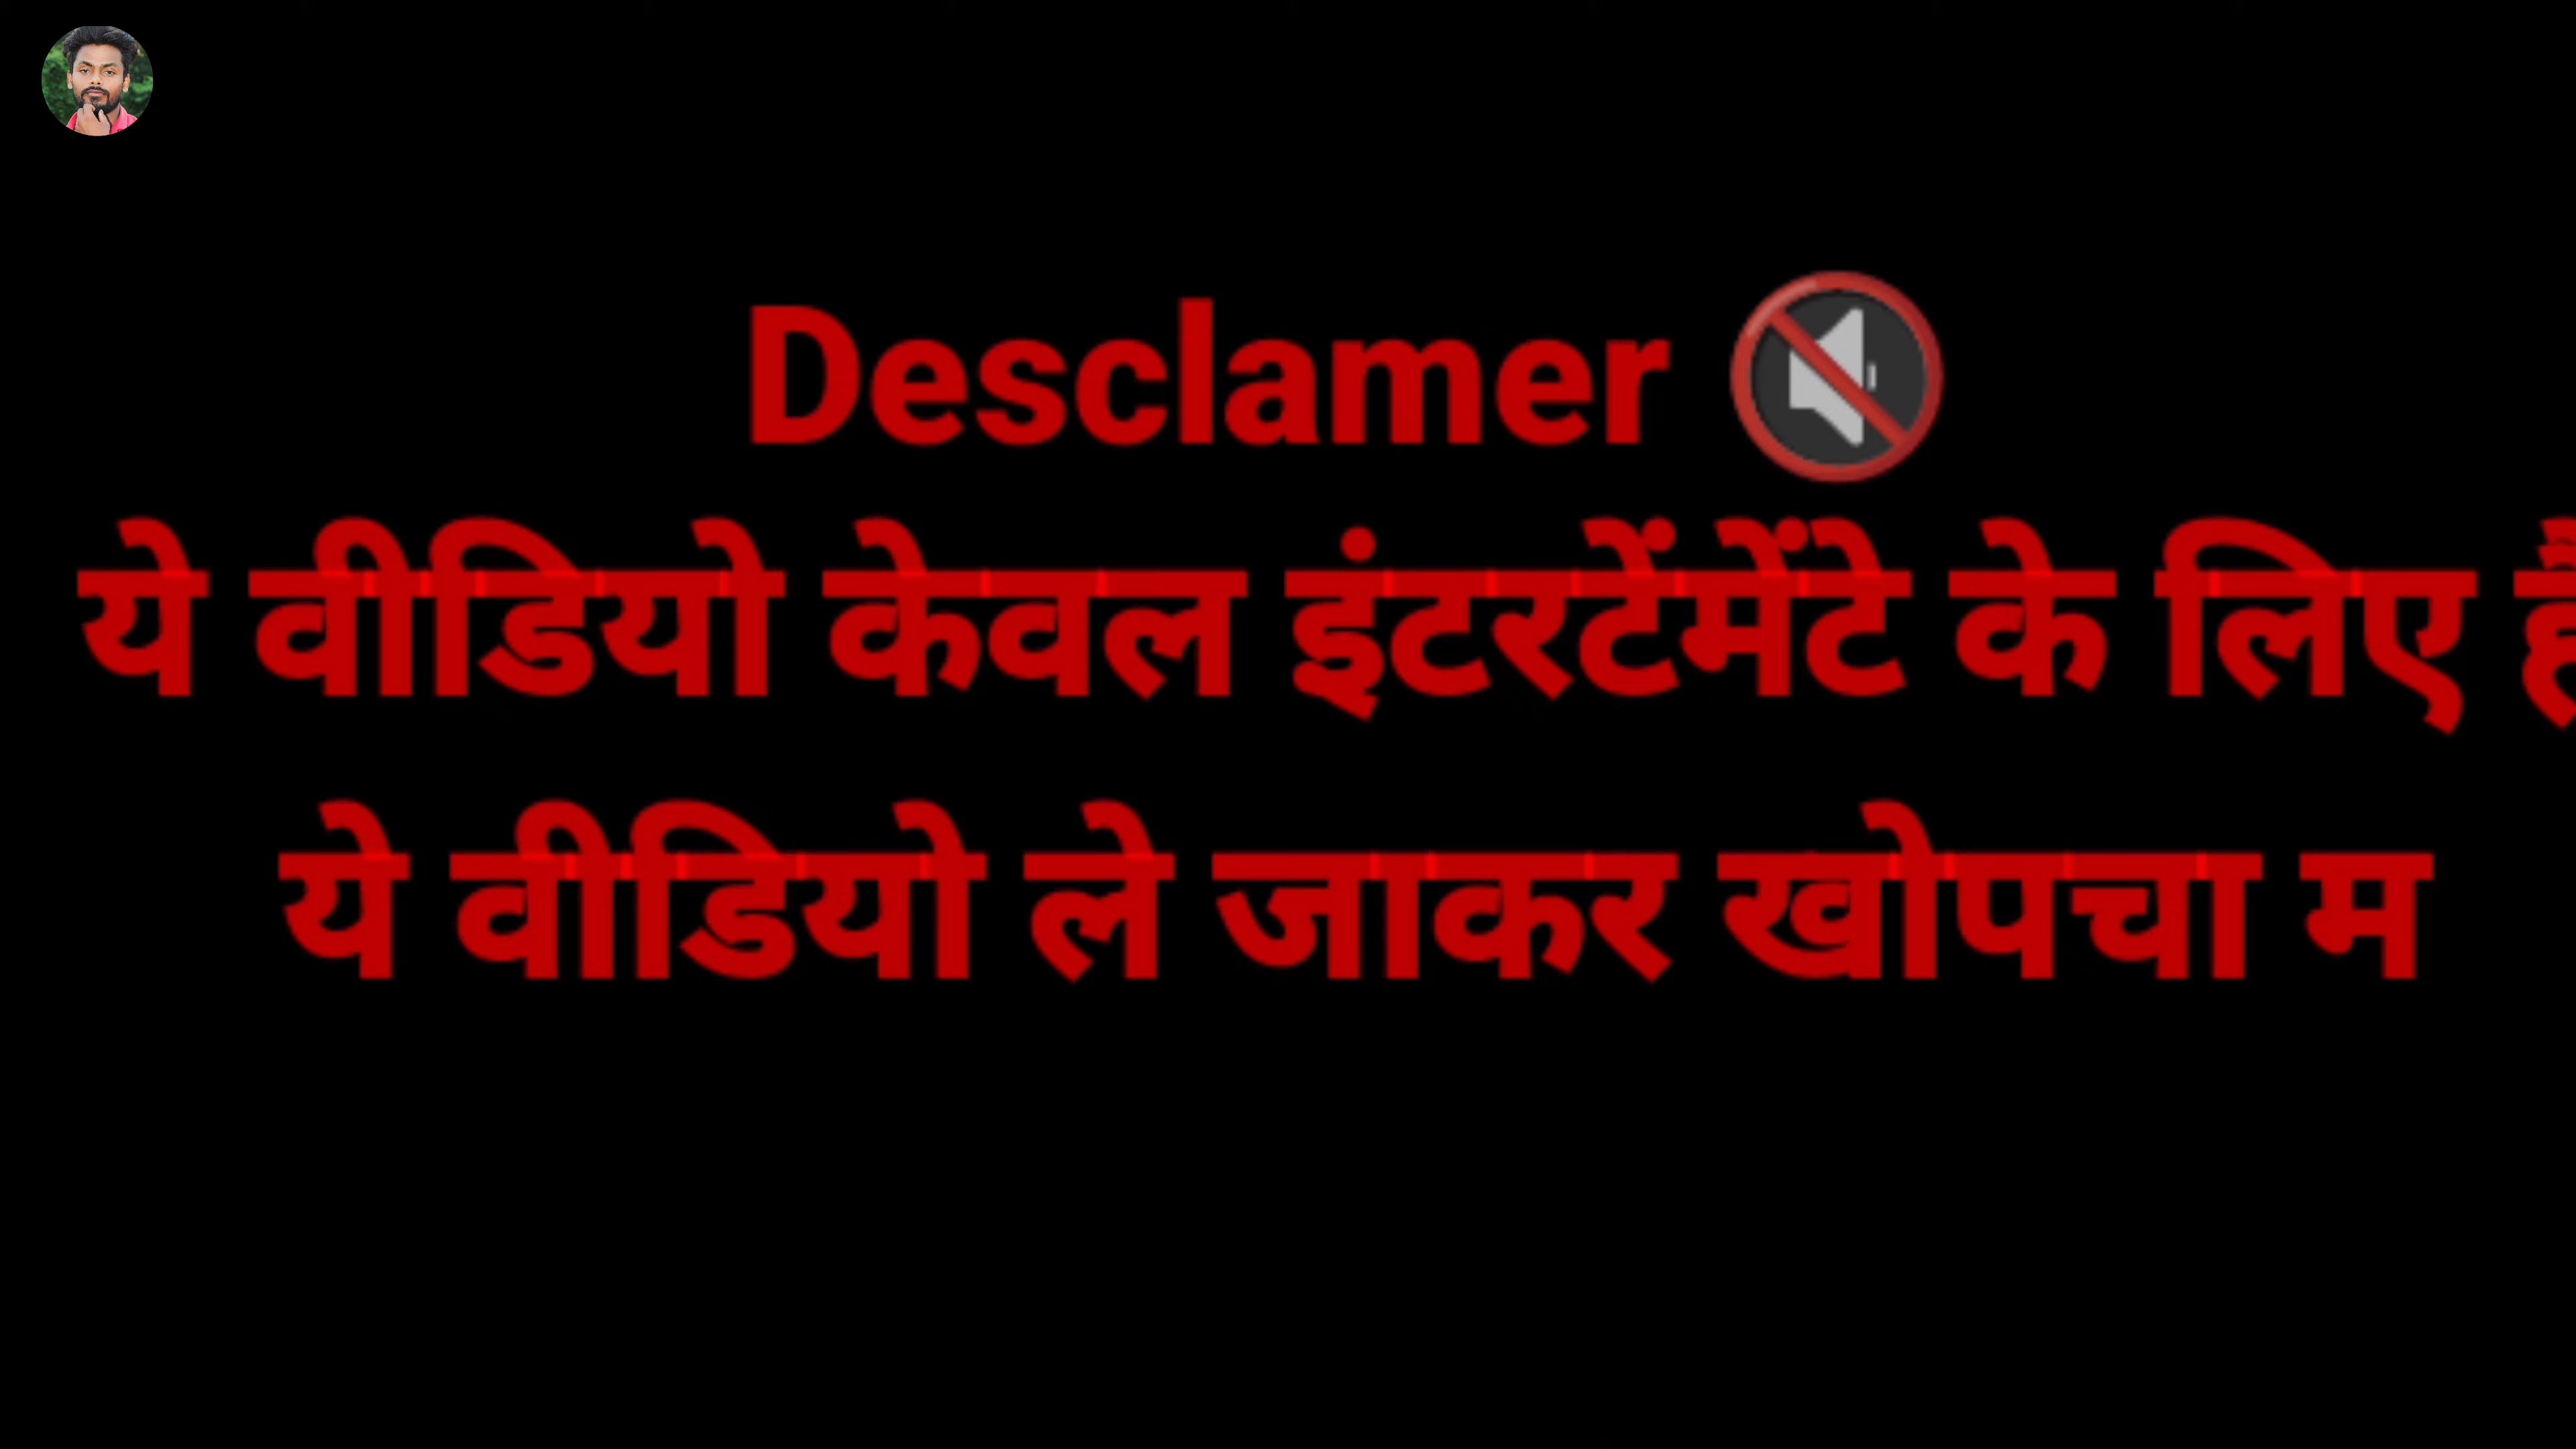 Desclamer
ये वीडियो केवल इंटरटेंमेंटे के लिए है
ये वीडियो ले जाकर खोपचा म